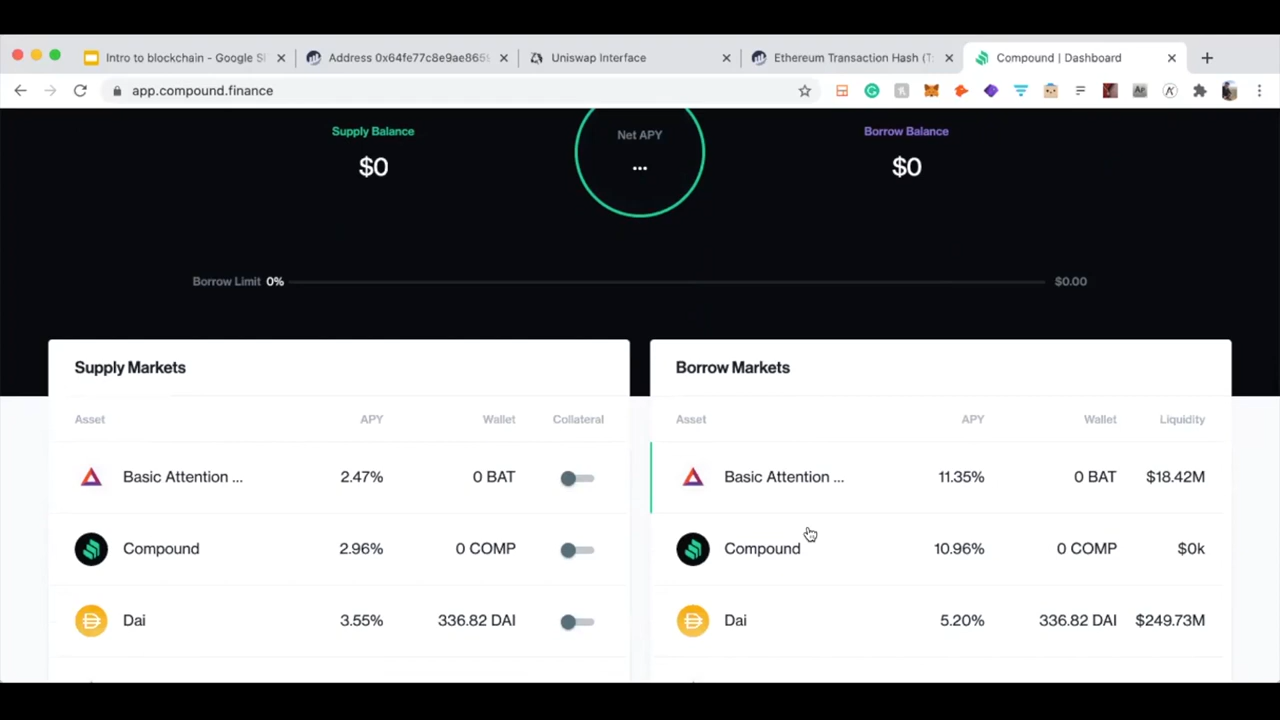 Intro to blockchain - Google Sl
Address 0x64fe77c8e9ae8659
Uniswap Interface
Ethereum Transaction Hash (T
Compound | Dashboard
app.compound.finance
Supply Balance
$0
Net APY
...
Borrow Balance
$0
Borrow Limit 0%
$0.00
Supply Markets
Asset APY Wallet Collateral
Basic Attention ... 2.47% 0 BAT
Compound 2.96% 0 COMP
Dai 3.55% 336.82 DAI
Borrow Markets
Asset APY Wallet Liquidity
Basic Attention ... 11.35% 0 BAT $18.42M
Compound 10.96% 0 COMP $0k
Dai 5.20% 336.82 DAI $249.73M